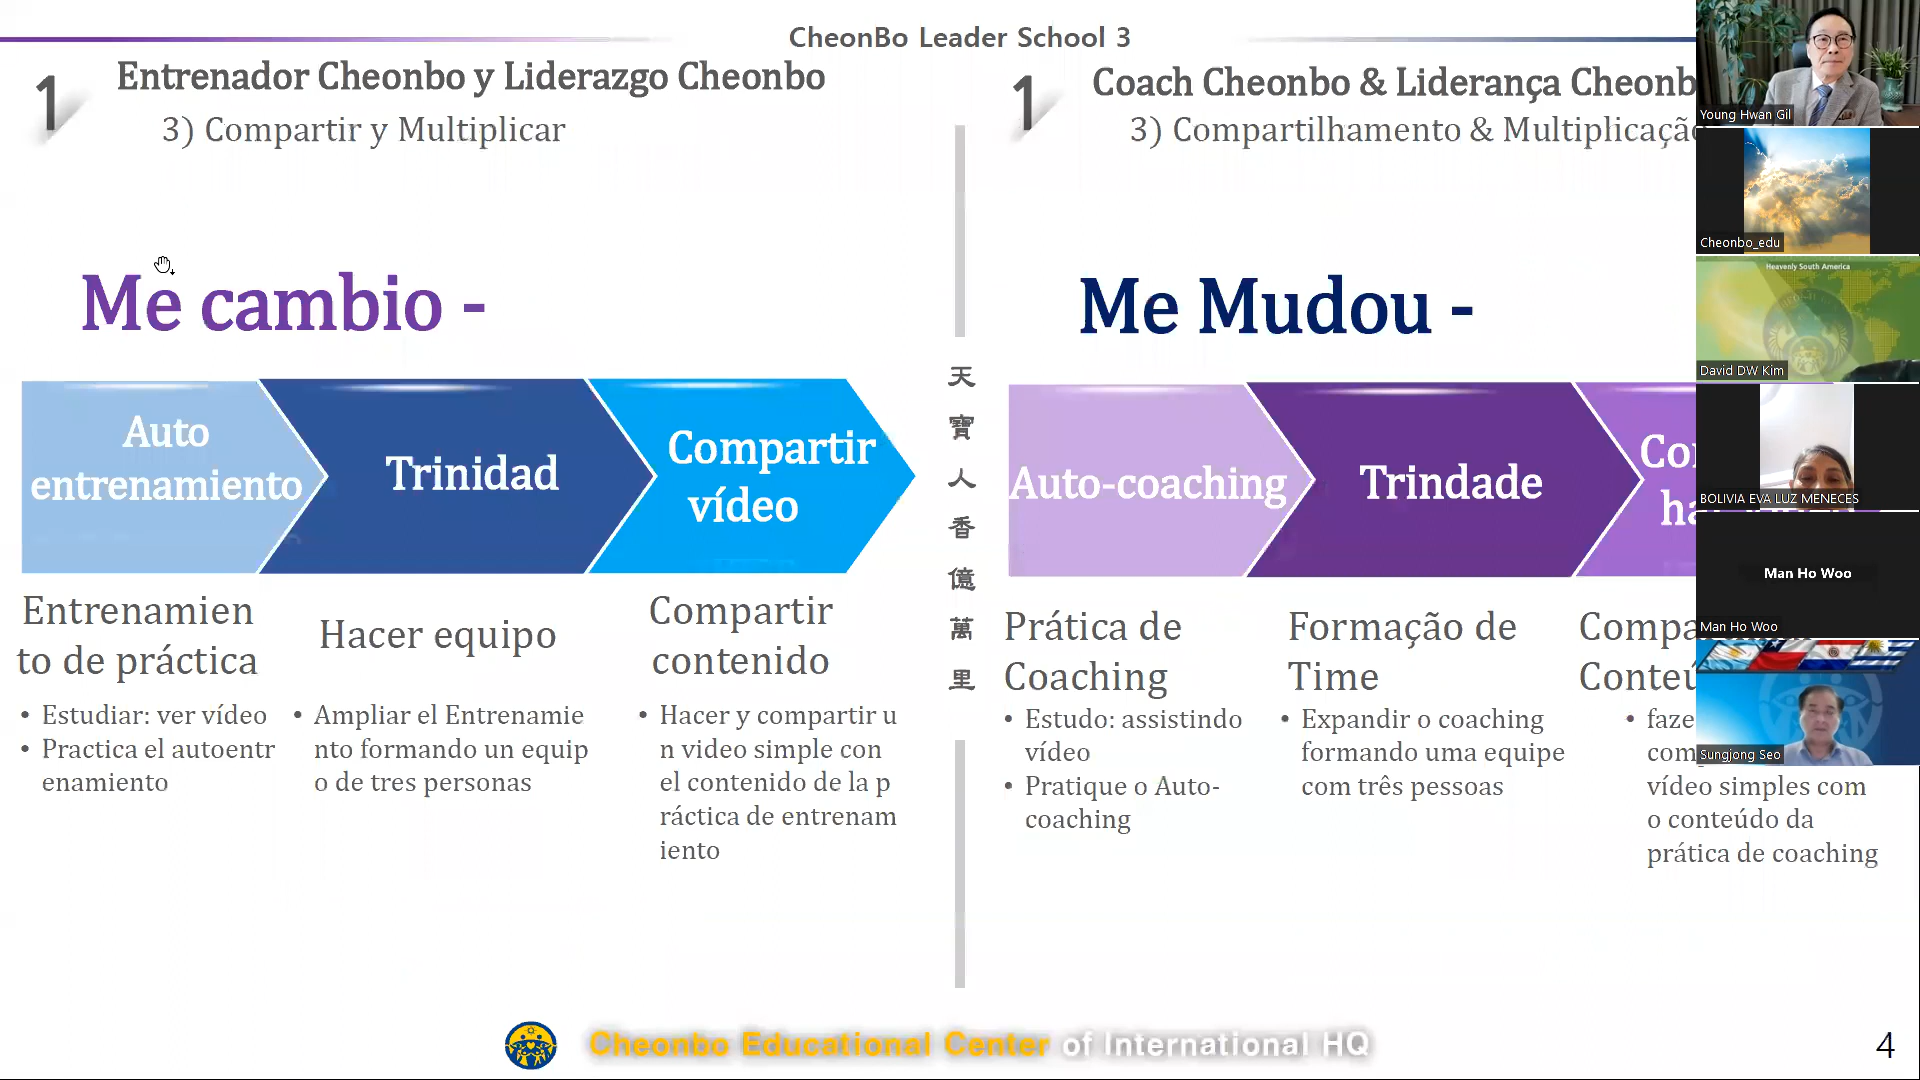 CheonBo Leader School 3
1
Entrenador Cheonbo y Liderazgo Cheonbo
3) Compartir y Multiplicar
Me cambio -
Auto
entrenamiento
Trinidad
Compartir
vídeo
Entrenamien
to de práctica
Hacer equipo
Compartir
contenido
• Estudiar: ver vídeo
• Practica el autoentr
enamiento
• Ampliar el Entrenamie
nto formando un equip
o de tres personas
• Hacer y compartir u
n video simple con
el contenido de la p
ráctica de entrenam
iento
天
寶
人
香
億
萬
里
1
Coach Cheonbo & Liderança Cheonb
3) Compartilhamento & Multiplicação
Me Mudou -
Auto-coaching
Trindade
Prática de
Coaching
Formação de
Time
• Estudo: assistindo
vídeo
• Pratique o Auto-
coaching
• Expandir o coaching
formando uma equipe
com três pessoas
• faze
com
vídeo simples com
o conteúdo da
prática de coaching
Young Hwan Gil
Cheonbo_edu
Heavenly South America
David DW Kim
BOLIVIA EVA LUZ MENECES
Man Ho Woo
Man Ho Woo
Sungjong Seo
Cheonbo Educational Center of International HQ
4